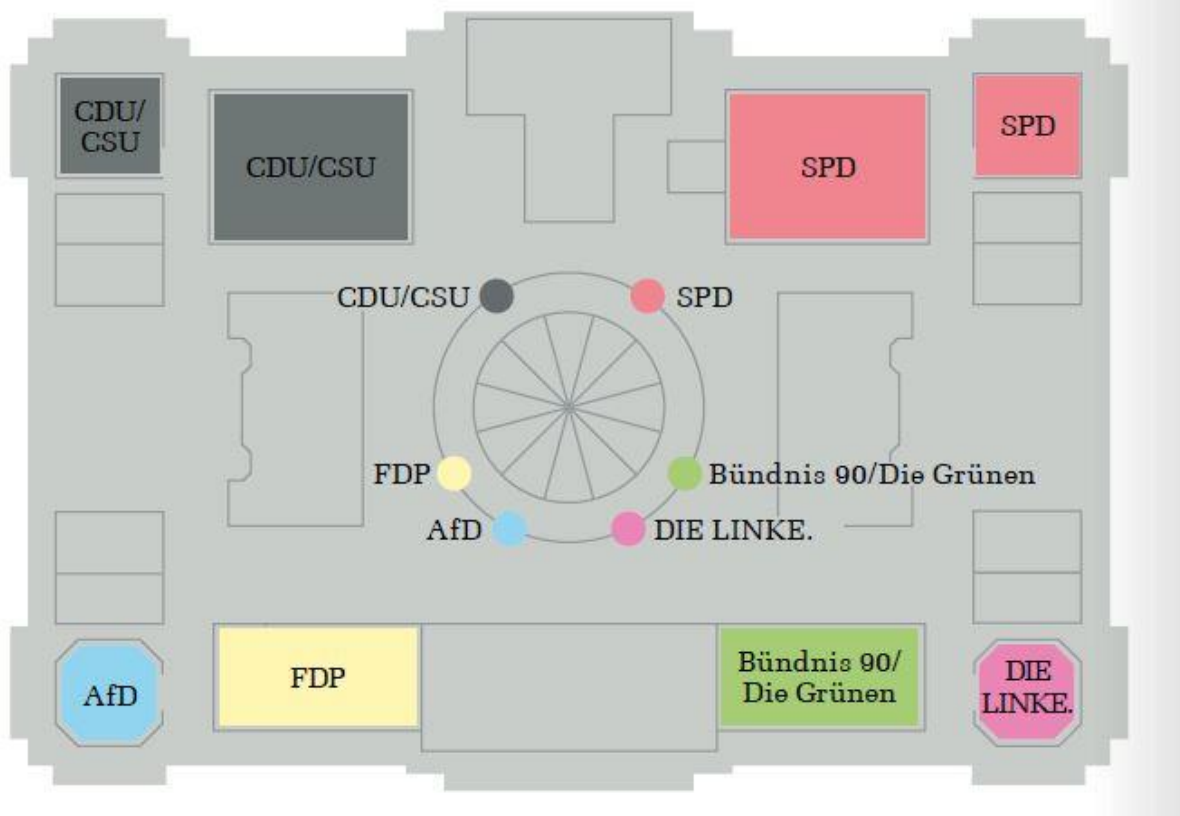 CDU/
CSU
CDU/CSU
SPD
SPD
CDU/CSU
SPD
FDP
Bündnis 90/Die Grünen
AfD
DIE LINKE.
AfD
FDP
Bündnis 90/
Die Grünen
DIE
LINKE.